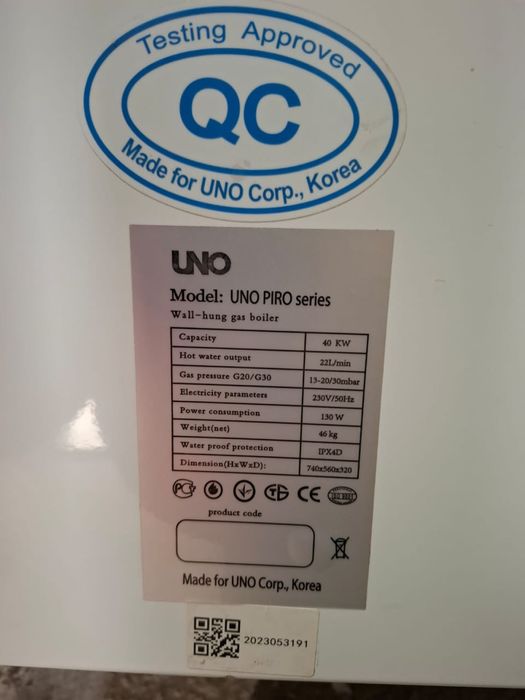 Testing Approved
QC
Made for UNO Corp., Korea
UNO
Model: UNO PIRO series
Wall-hung gas boiler
Capacity 40 KW
Hot water output 22L/min
Gas pressure G20/G30 13-20/30mbar
Electricity parameters 230V/50Hz
Power consumption 130 W
Weight(net) 46 kg
Water proof protection IPX4D
Dimension(HxWxD): 740x560x320
CE
product code
Made for UNO Corp., Korea
2023053191